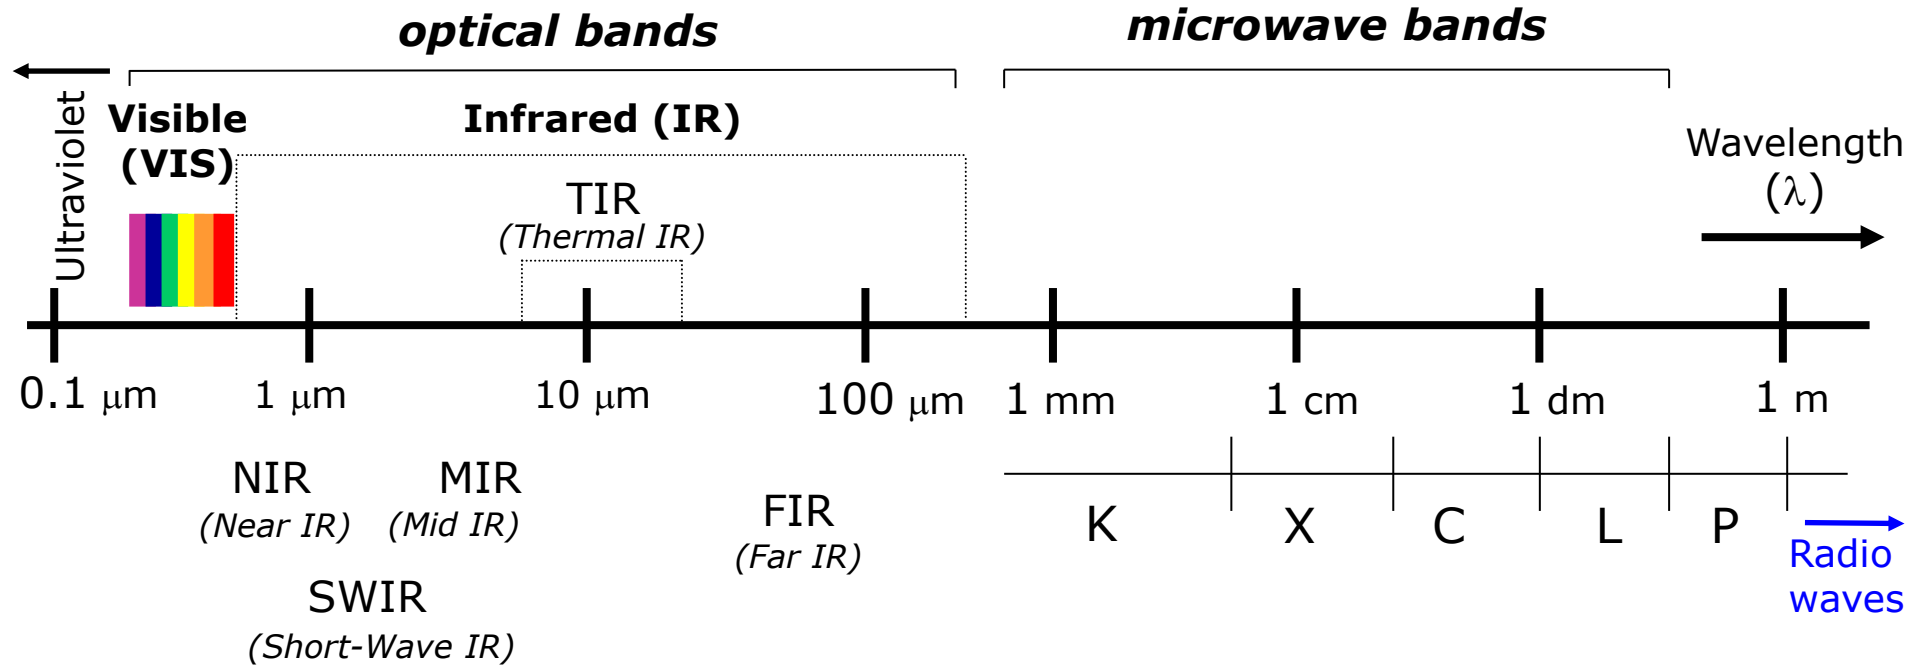 optical bands
microwave bands
Ultraviolet
Visible
(VIS)
Infrared (IR)
TIR
(Thermal IR)
Wavelength
(λ)
0.1 μm
1 μm
10 μm
100 μm
1 mm
1 cm
1 dm
1 m
NIR
(Near IR)
MIR
(Mid IR)
FIR
(Far IR)
SWIR
(Short-Wave IR)
K
X
C
L
P
Radio
waves